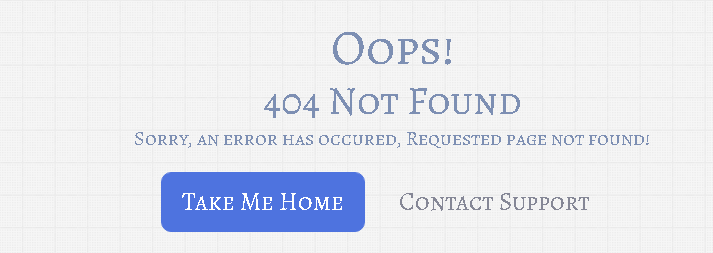 Oops!
404 Not Found
Sorry, an error has occured, Requested page not found!
Take Me Home Contact Support